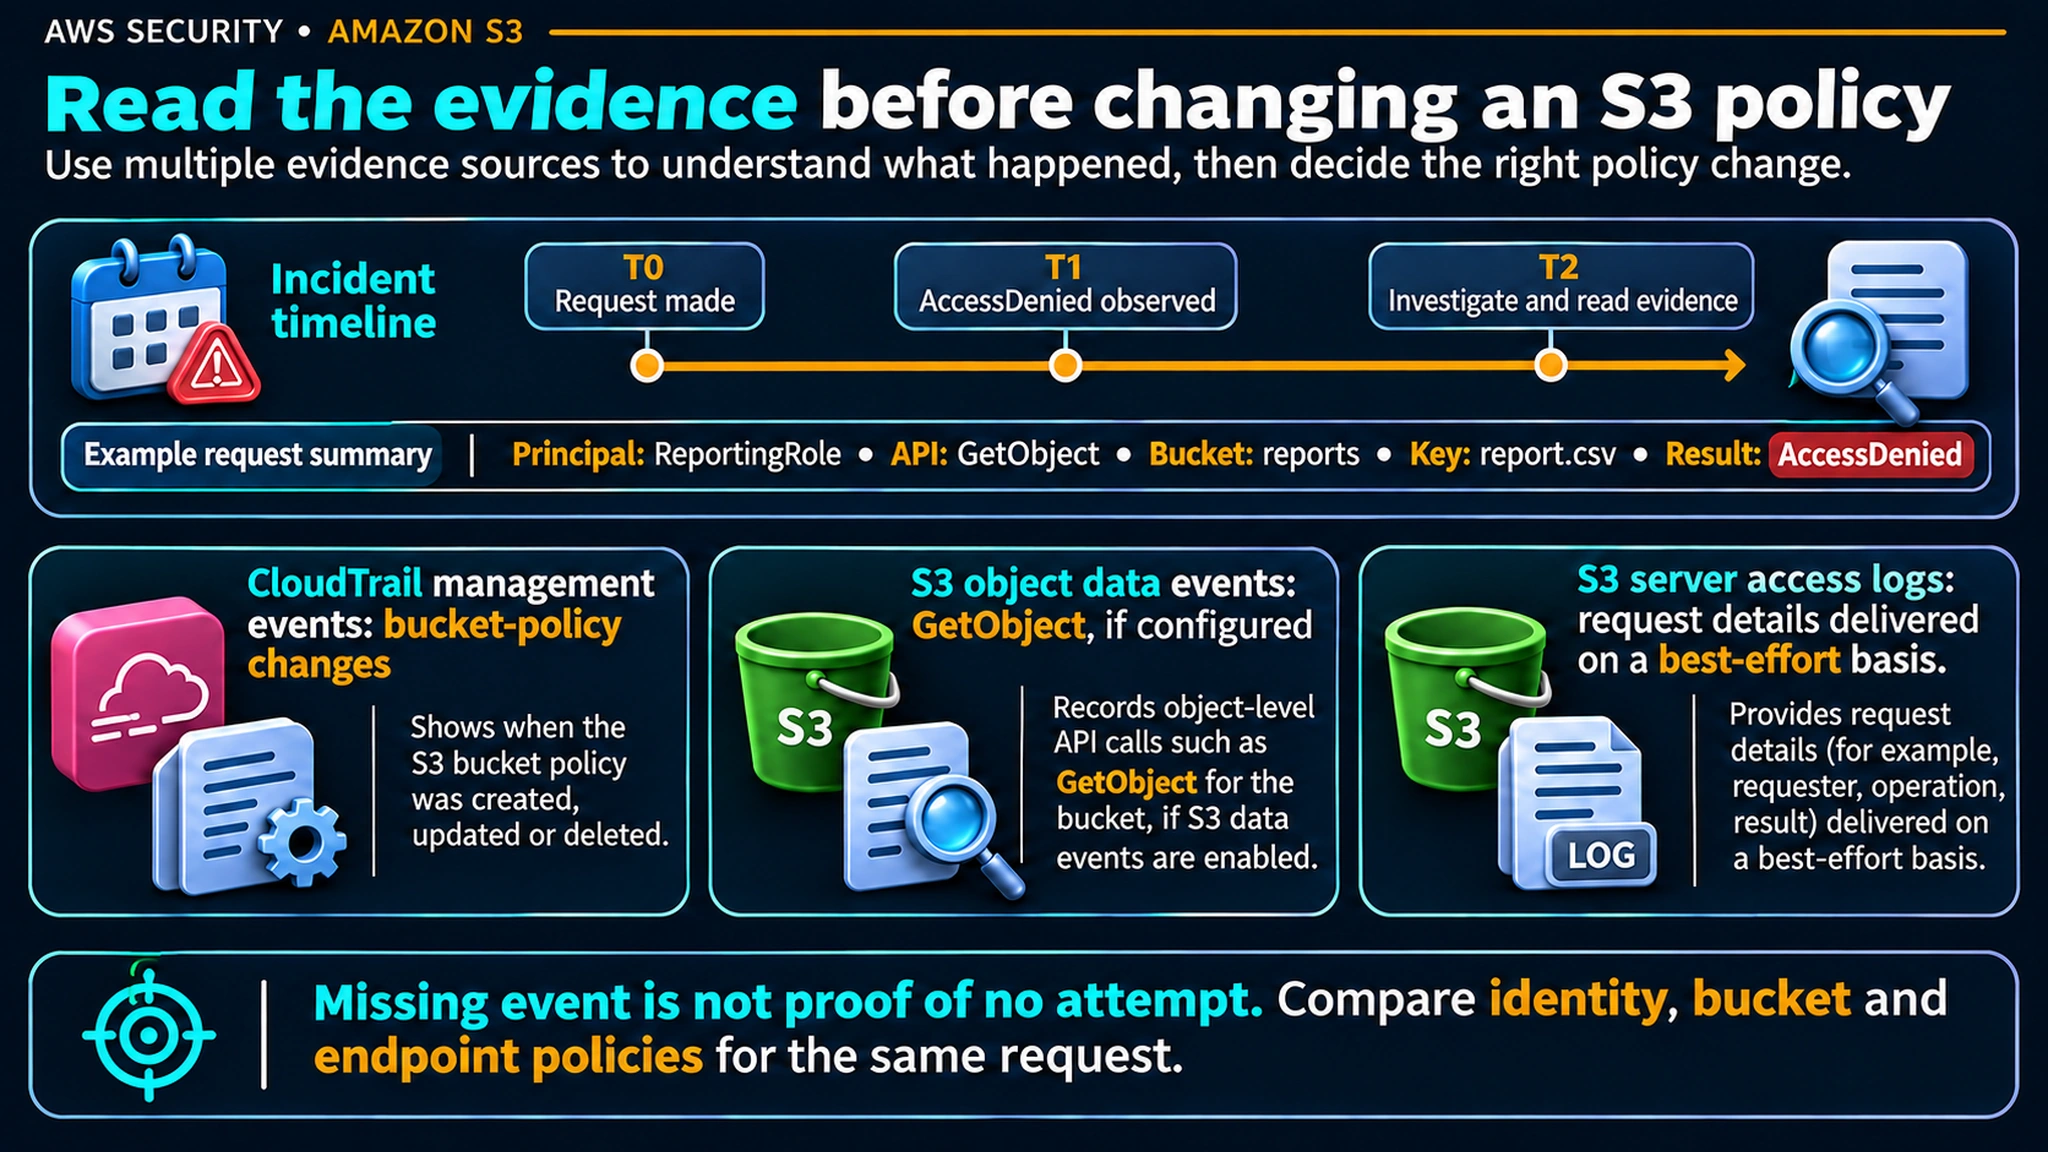 AWS SECURITY • AMAZON S3
Read the evidence before changing an S3 policy
Use multiple evidence sources to understand what happened, then decide the right policy change.
Incident
timeline
T0
Request made
T1
AccessDenied observed
T2
Investigate and read evidence
Example request summary | Principal: ReportingRole • API: GetObject • Bucket: reports • Key: report.csv • Result: AccessDenied
CloudTrail management
events: bucket-policy
changes
Shows when the
S3 bucket policy
was created,
updated or deleted.
S3 object data events:
GetObject, if configured
S3
Records object-level
API calls such as
GetObject for the
bucket, if S3 data
events are enabled.
S3 server access logs:
request details delivered
on a best-effort basis.
S3
LOG
Provides request
details (for example,
requester, operation,
result) delivered on
a best-effort basis.
Missing event is not proof of no attempt. Compare identity, bucket and
endpoint policies for the same request.